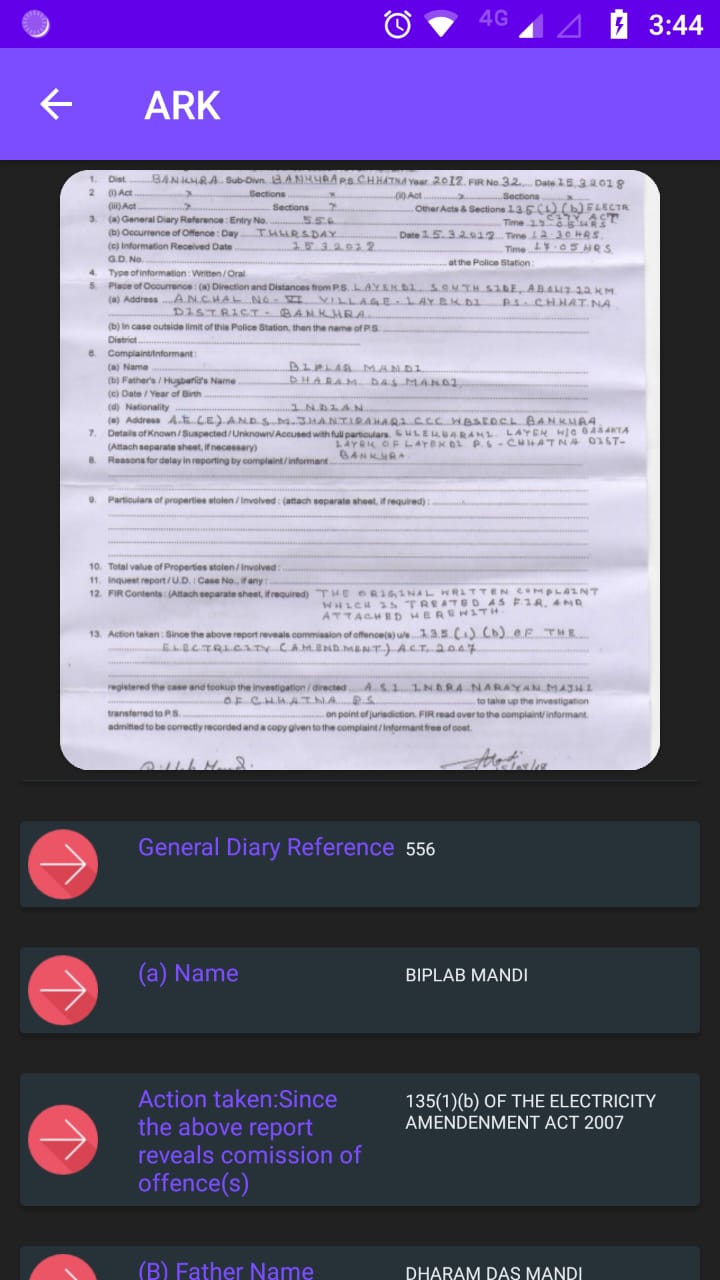 4G 3:44
ARK
1. Dist. BANKURA Sub-Divn. BANKURA P.S CHHATNA Year 2018 FIR No. 32 Date 15.3.2018
2 (i) Act ? Sections ? (ii) Act ? Sections
(iii) Act ? Sections ? Other Acts & Sections 135(1)(b) ELECTR
CITY ACT
3. (a) General Diary Reference : Entry No. 556 Time 17.05 HRS
(b) Occurrence of Offence : Day THURSDAY Date 15.3.2018 Time 12.30 HRS.
(c) Information Received Date 15 3 2018 Time 17.05 HRS
G.D. No. at the Police Station :
4. Type of information : Written / Oral
5. Place of Occurrence : (a) Direction and Distances from P.S. LAYEKDI, SOUTH SIDE, ABOUT 22 KM
(a) Address ANCHAL NO - VI VILLAGE - LAYEKDI PS - CHHATNA
DISTRICT - BANKURA
(b) In case outside limit of this Police Station, then the name of P.S.
District
6. Complaint/informant :
(a) Name BIPLAB MANDI
(b) Father's / Husband's Name DHARAM DAS MANDI
(c) Date / Year of Birth
(d) Nationality INDIAN
(e) Address A.E (E) AND S.M. JHANTIPAHARI CCC WBSEDCL BANKURA
7. Details of Known / Suspected / Unknown / Accused with full particulars. SULEKHARANI LAYEK W/O BASANTA
(Attach separate sheet, if necessary) LAYEK OF LAYEKDI P.S - CHHATNA DIST-
BANKURA.
8. Reasons for delay in reporting by complaint / informant
9. Particulars of properties stolen / Involved : (attach separate sheet, if required) :
10. Total value of Properties stolen / Involved :
11. Inquest report / U.D. : Case No., if any :
12. FIR Contents : (Attach separate sheet, if required) THE ORIGINAL WRITTEN COMPLAINT
WHICH IS TREATED AS FIR AND
ATTACHED HEREWITH
13. Action taken : Since the above report reveals commission of offence(s) u/s 135 (1) (b) OF THE
ELECTRICITY (AMENDMENT) ACT, 2007
registered the case and tookup the investigation / directed A.S.I. INDRA NARAYAN MAJHI
OF CHHATNA P.S to take up the investigation
transferred to P.S. on point of jurisdiction. FIR read over to the complaint/ informant.
admitted to be correctly recorded and a copy given to the complaint / Informant free of cost.
General Diary Reference 556
(a) Name BIPLAB MANDI
Action taken:Since 135(1)(b) OF THE ELECTRICITY
the above report AMENDENMENT ACT 2007
reveals comission of
offence(s)
(B) Father Name DHARAM DAS MANDI